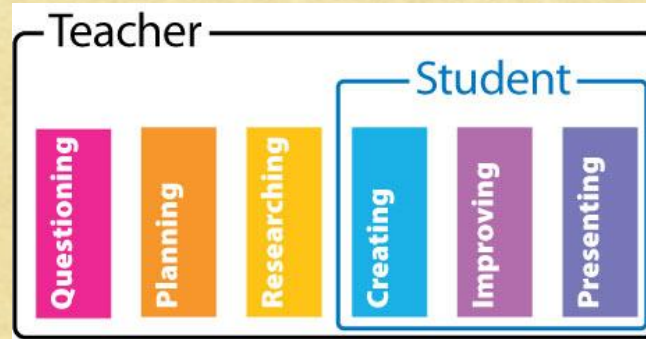 Teacher
Student
Questioning
Planning
Researching
Creating
Improving
Presenting